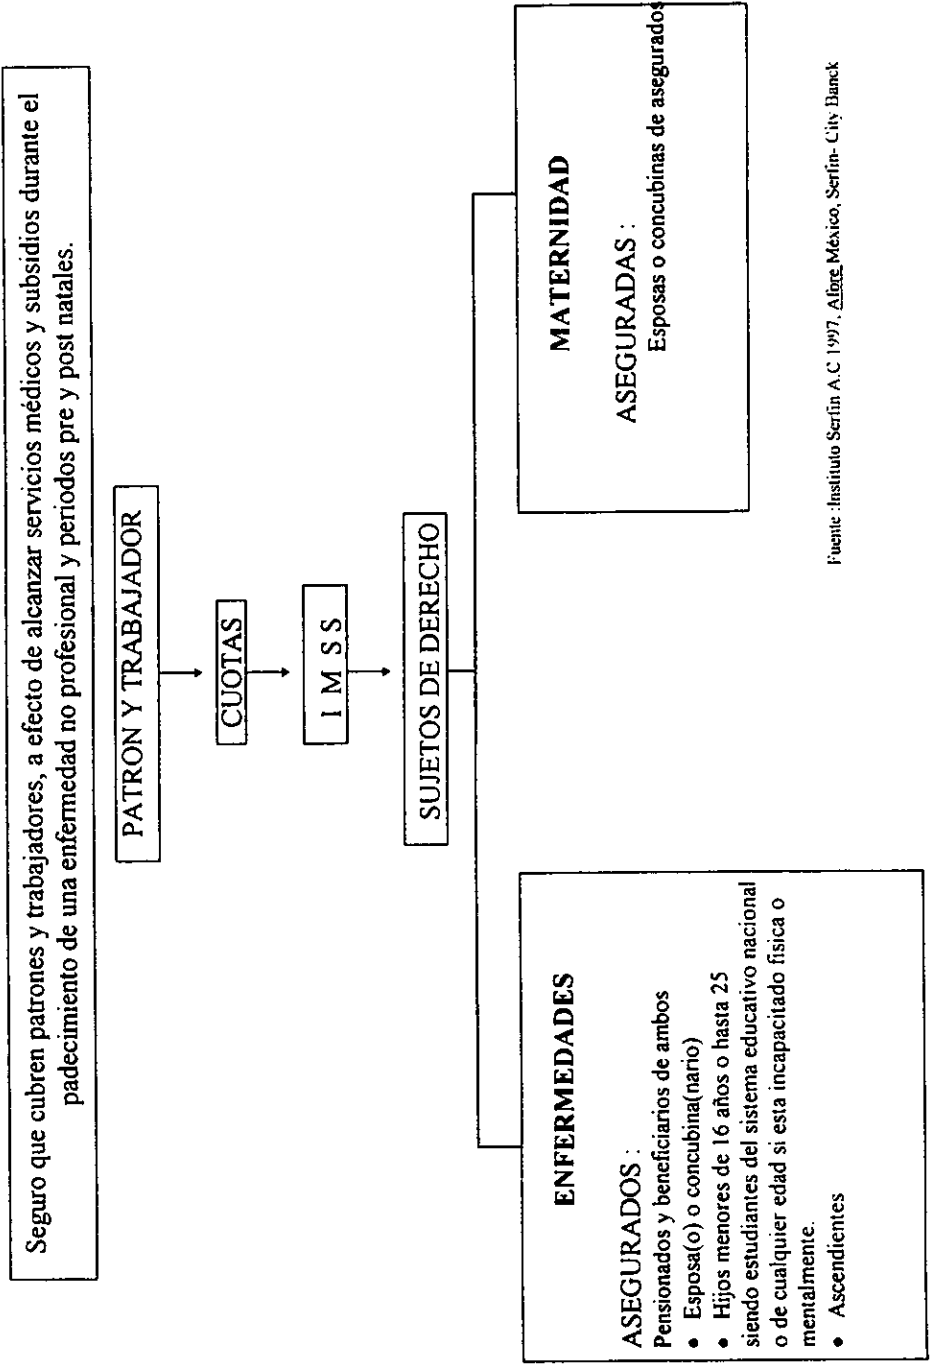 Seguro que cubren patrones y trabajadores, a efecto de alcanzar servicios médicos y subsidios durante el
padecimiento de una enfermedad no profesional y periodos pre y post natales.
PATRON Y TRABAJADOR
CUOTAS
I M S S
SUJETOS DE DERECHO
ENFERMEDADES
ASEGURADOS :
Pensionados y beneficiarios de ambos
• Esposa(o) o concubina(nario)
• Hijos menores de 16 años o hasta 25
siendo estudiantes del sistema educativo nacional
o de cualquier edad si esta incapacitado fisica o
mentalmente.
• Ascendientes
MATERNIDAD
ASEGURADAS :
Esposas o concubinas de asegurados
Fuente :Instituto Serfin A.C 1997, Afore México, Serfin- City Banck